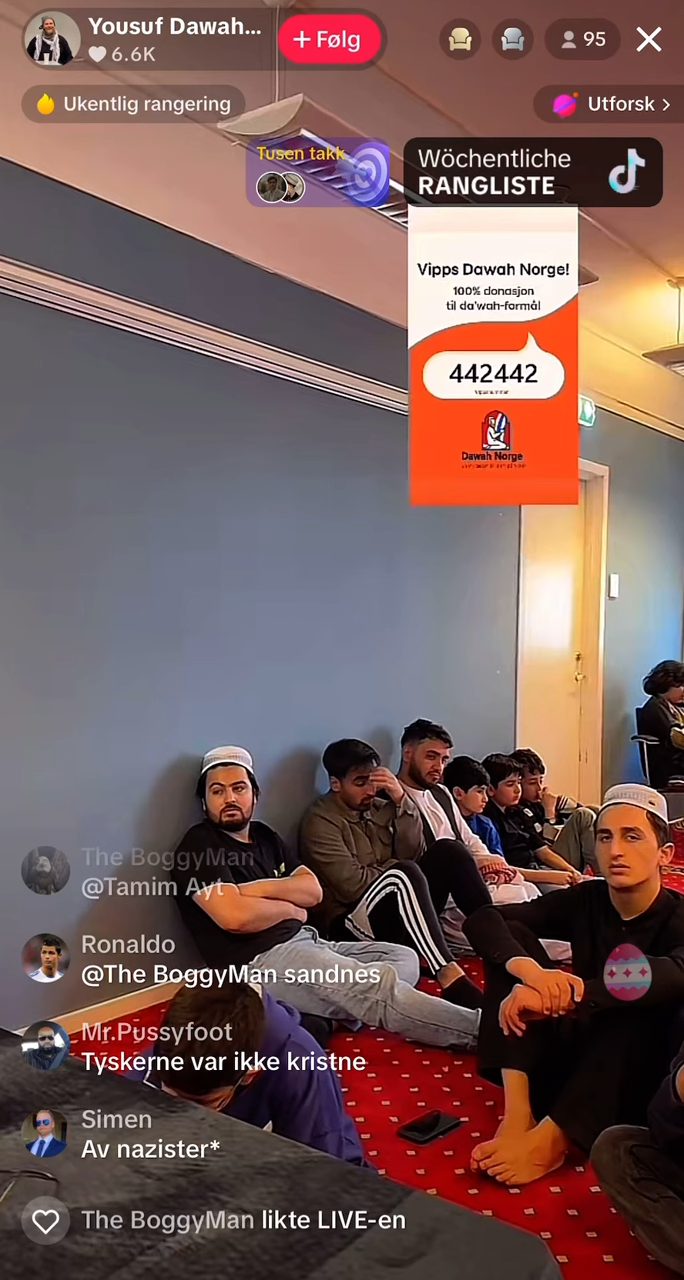 Yousuf Dawah...
6.6K
+ Følg
95
Ukentlig rangering
Utforsk >
Tusen takk
Wöchentliche
RANGLISTE
Vipps Dawah Norge!
100% donasjon
til da'wah-formål
442442
Dawah Norge
The BoggyMan
@Tamim Ayt
Ronaldo
@The BoggyMan sandnes
Mr.Pussyfoot
Tyskerne var ikke kristne
Simen
Av nazister*
The BoggyMan likte LIVE-en